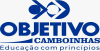 OBJETIVO
CAMBOINHAS
Educação com princípios